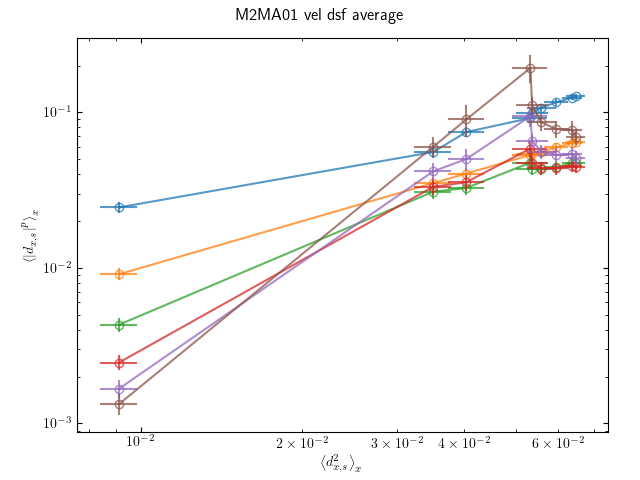 M2MA01 vel dsf average
⟨|d_{x,s}|^p⟩_x
10^{-1}
10^{-2}
10^{-3}
10^{-2}  2 × 10^{-2}  3 × 10^{-2}  4 × 10^{-2}  6 × 10^{-2}
⟨d_{x,s}^2⟩_x